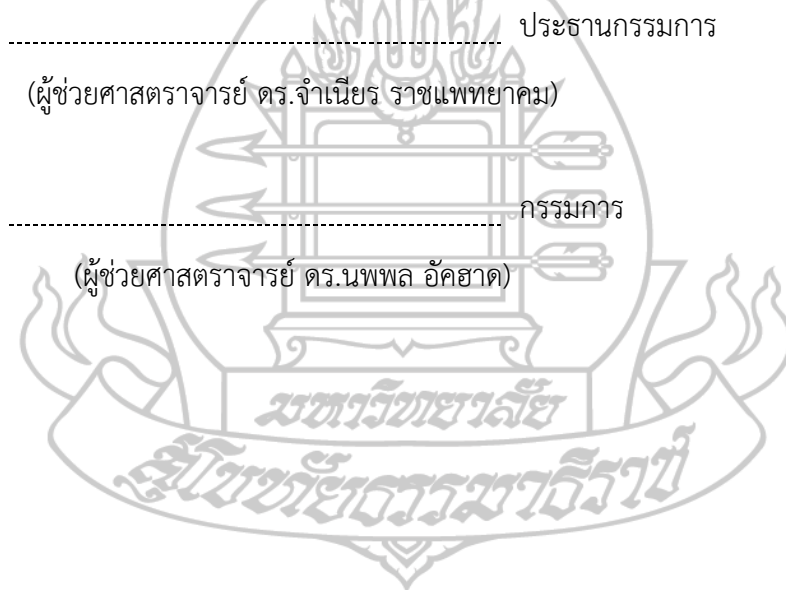 ประธานกรรมการ
(ผู้ช่วยศาสตราจารย์ ดร.จำเนียร ราชแพทยาคม)
กรรมการ
(ผู้ช่วยศาสตราจารย์ ดร.นพพล อัคฮาด)
มหาวิทยาลัย
สุโขทัยธรรมาธิราช